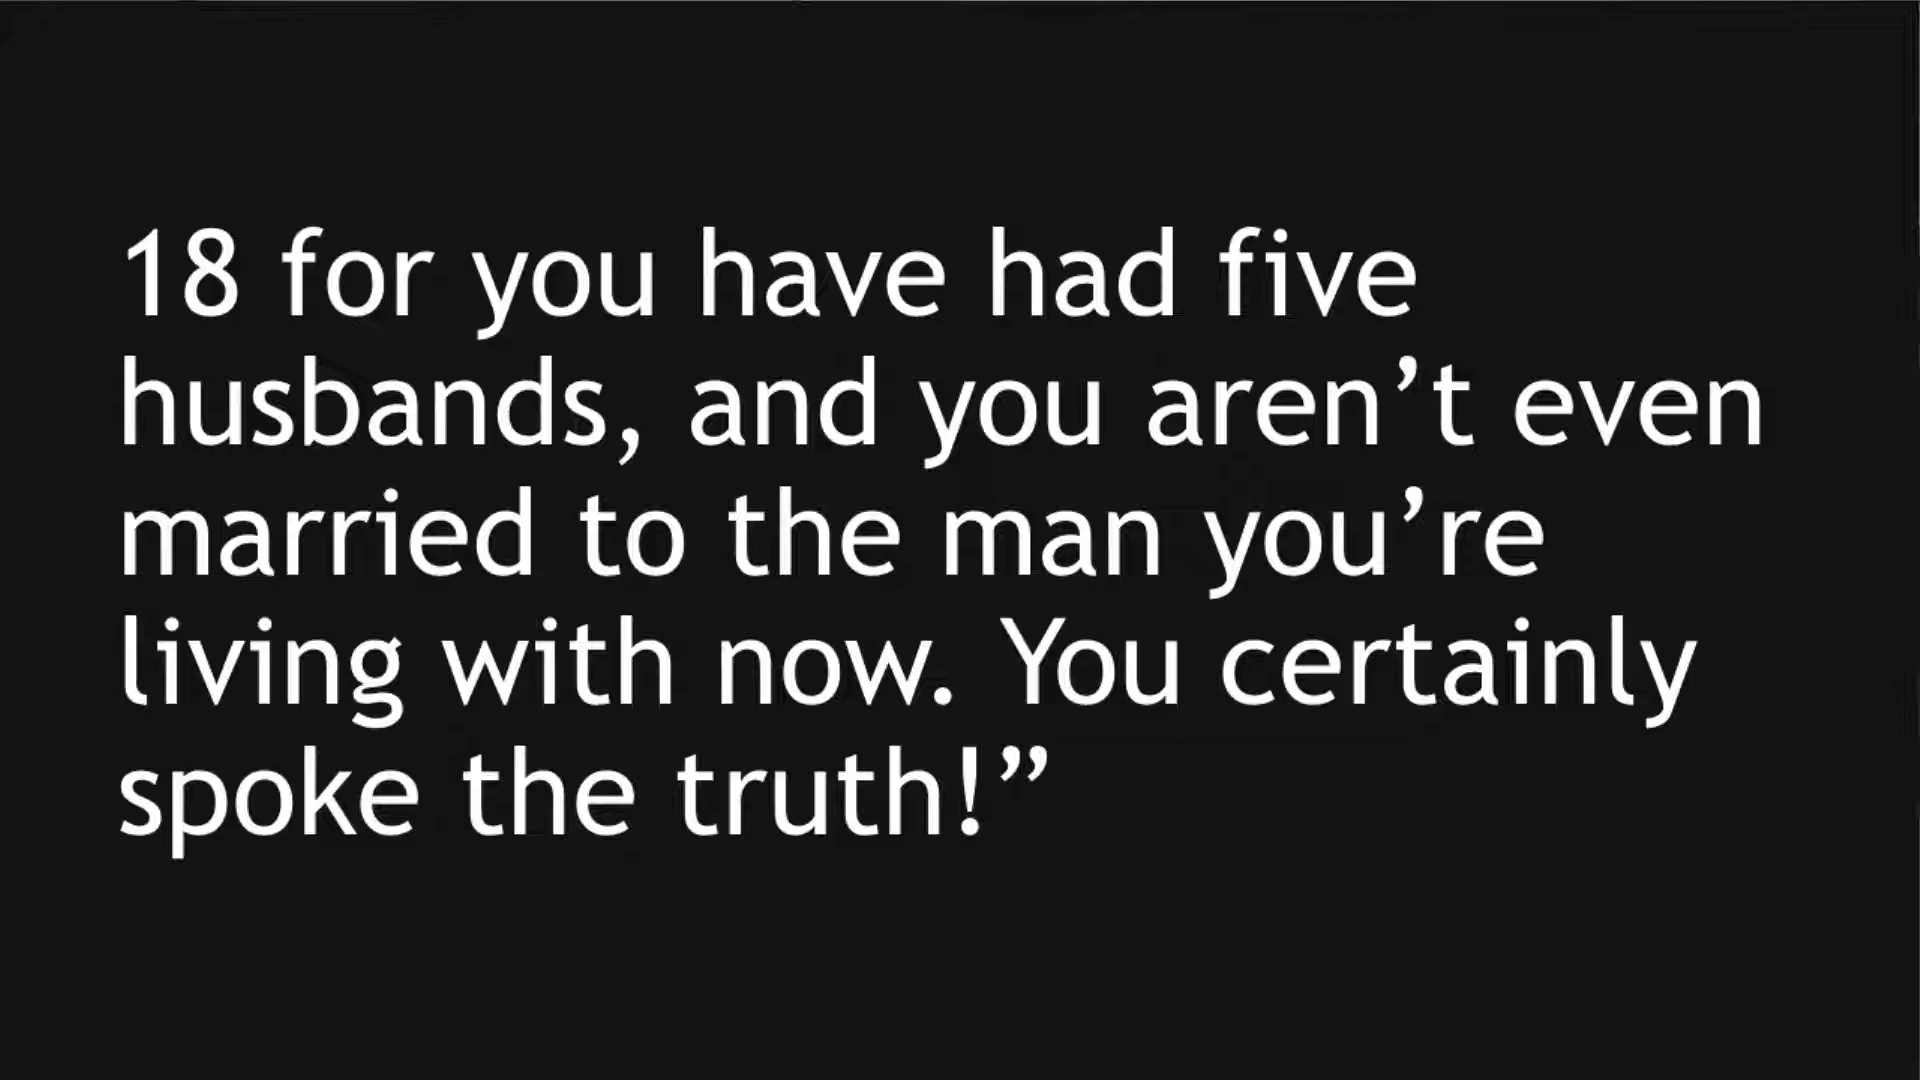 18 for you have had five
husbands, and you aren’t even
married to the man you’re
living with now. You certainly
spoke the truth!”